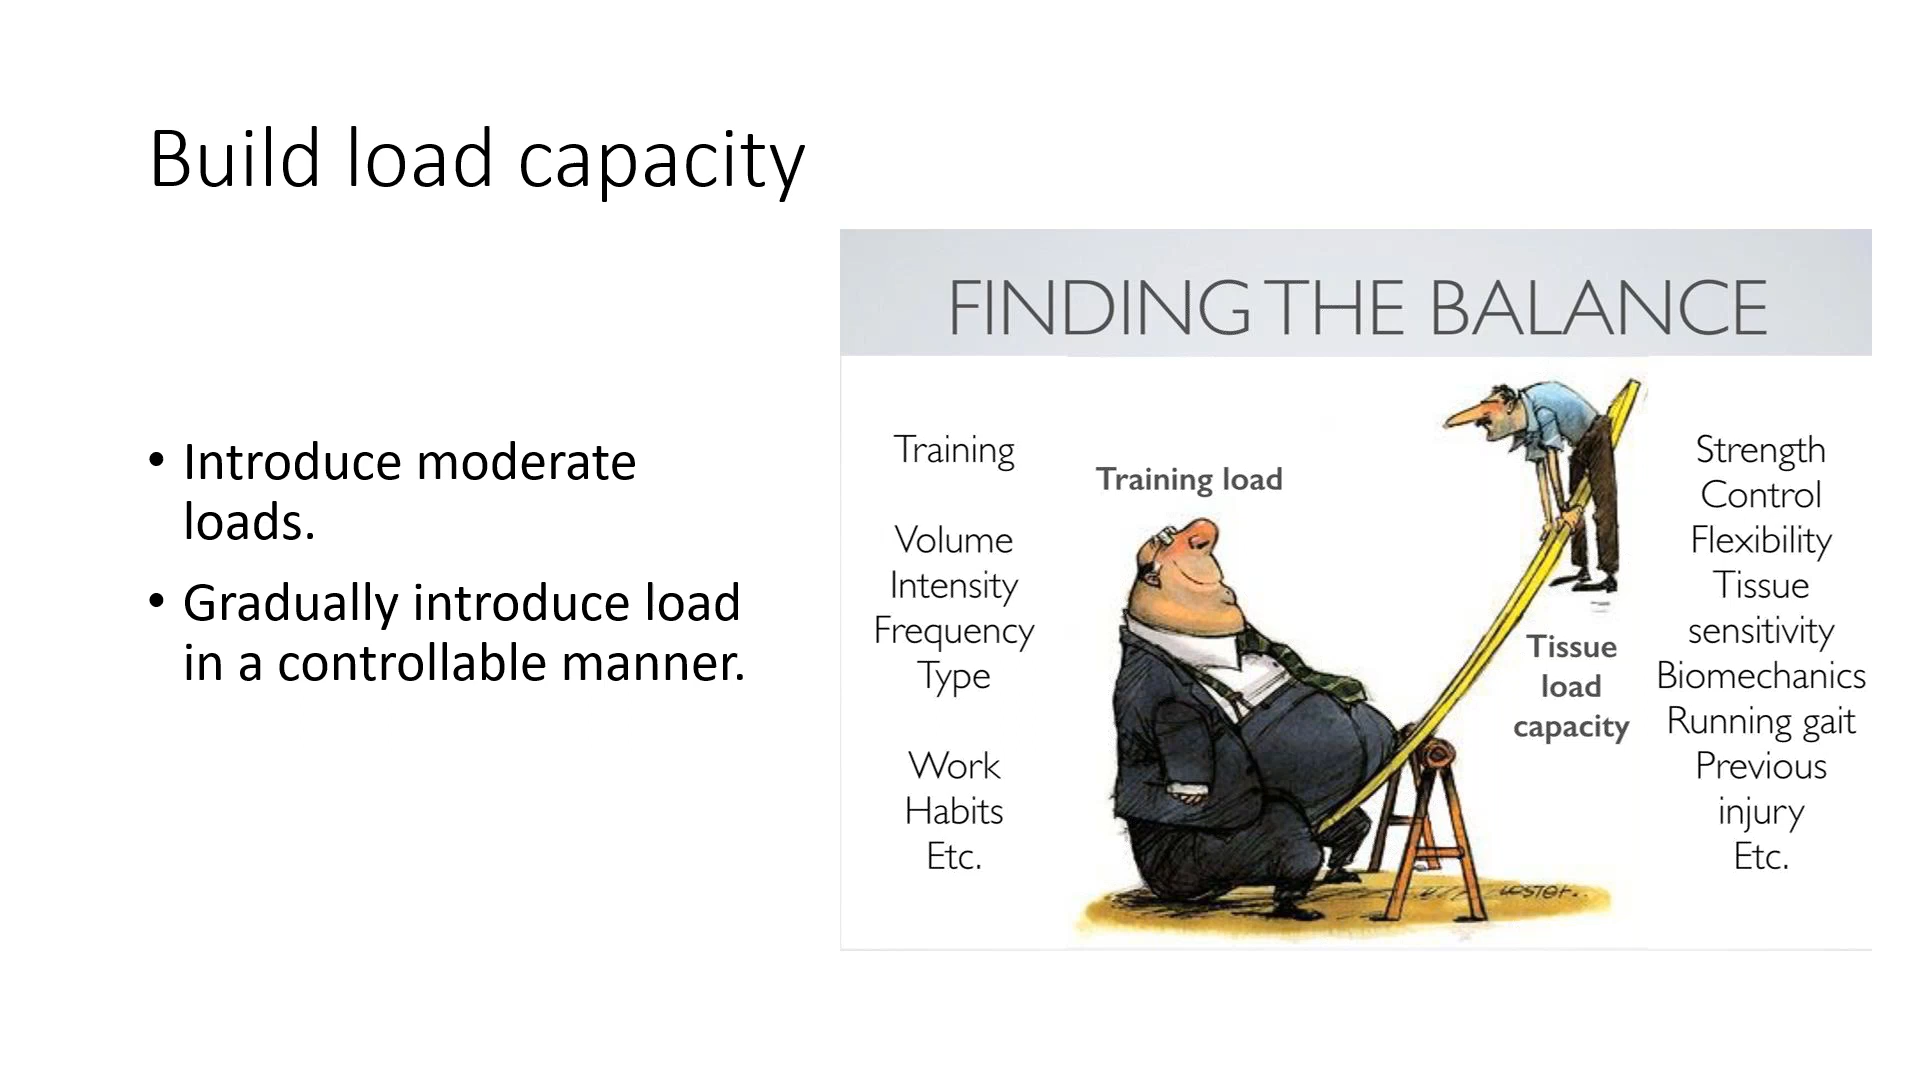 Build load capacity
• Introduce moderate
loads.
• Gradually introduce load
in a controllable manner.
FINDING THE BALANCE
Training
Volume
Intensity
Frequency
Type
Work
Habits
Etc.
Training load
Tissue
load
capacity
Strength
Control
Flexibility
Tissue
sensitivity
Biomechanics
Running gait
Previous
injury
Etc.